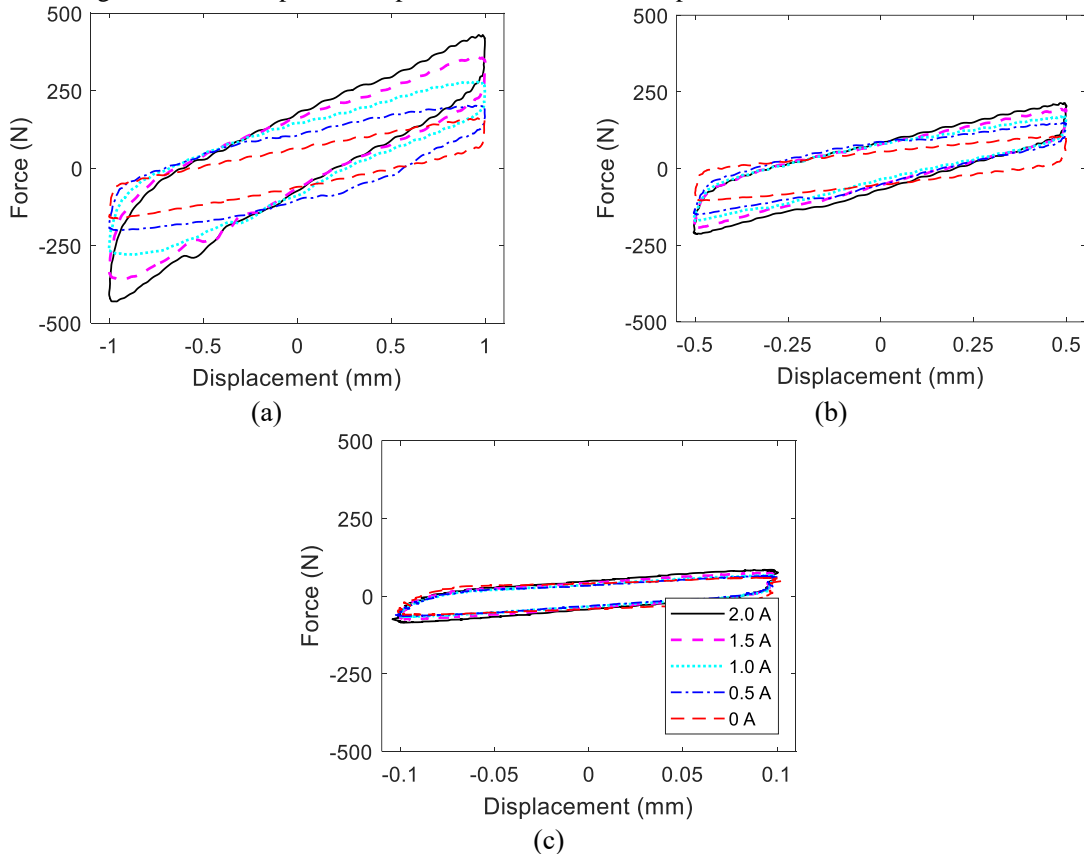 500
250
0
-250
-500
Force (N)
-1 -0.5 0 0.5 1
Displacement (mm)
(a)
500
250
0
-250
-500
Force (N)
-0.5 -0.25 0 0.25 0.5
Displacement (mm)
(b)
500
250
0
-250
-500
Force (N)
2.0 A
1.5 A
1.0 A
0.5 A
0 A
-0.1 -0.05 0 0.05 0.1
Displacement (mm)
(c)